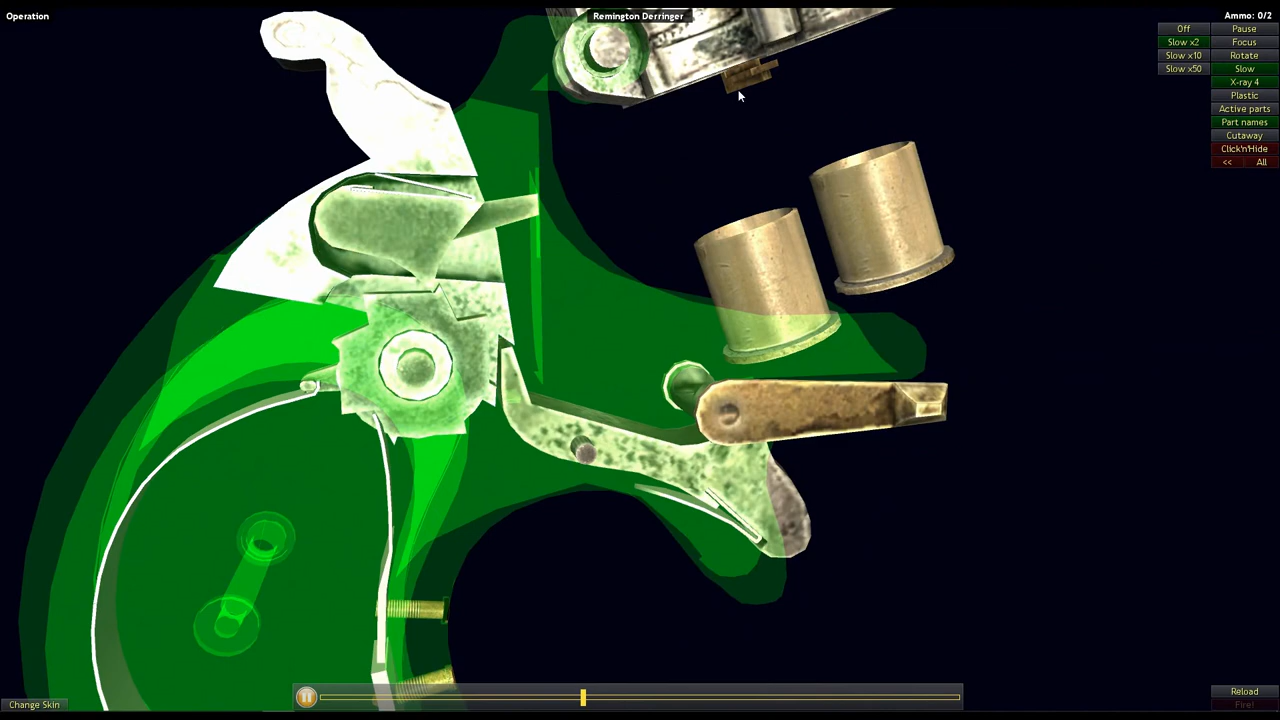 Operation
Remington Derringer
Ammo: 0/2
Off
Pause
Slow x2
Focus
Slow x10
Rotate
Slow x50
Slow
X-ray 4
Plastic
Active parts
Part names
Cutaway
Click'n'Hide
<< All
Change Skin
Reload
Fire!